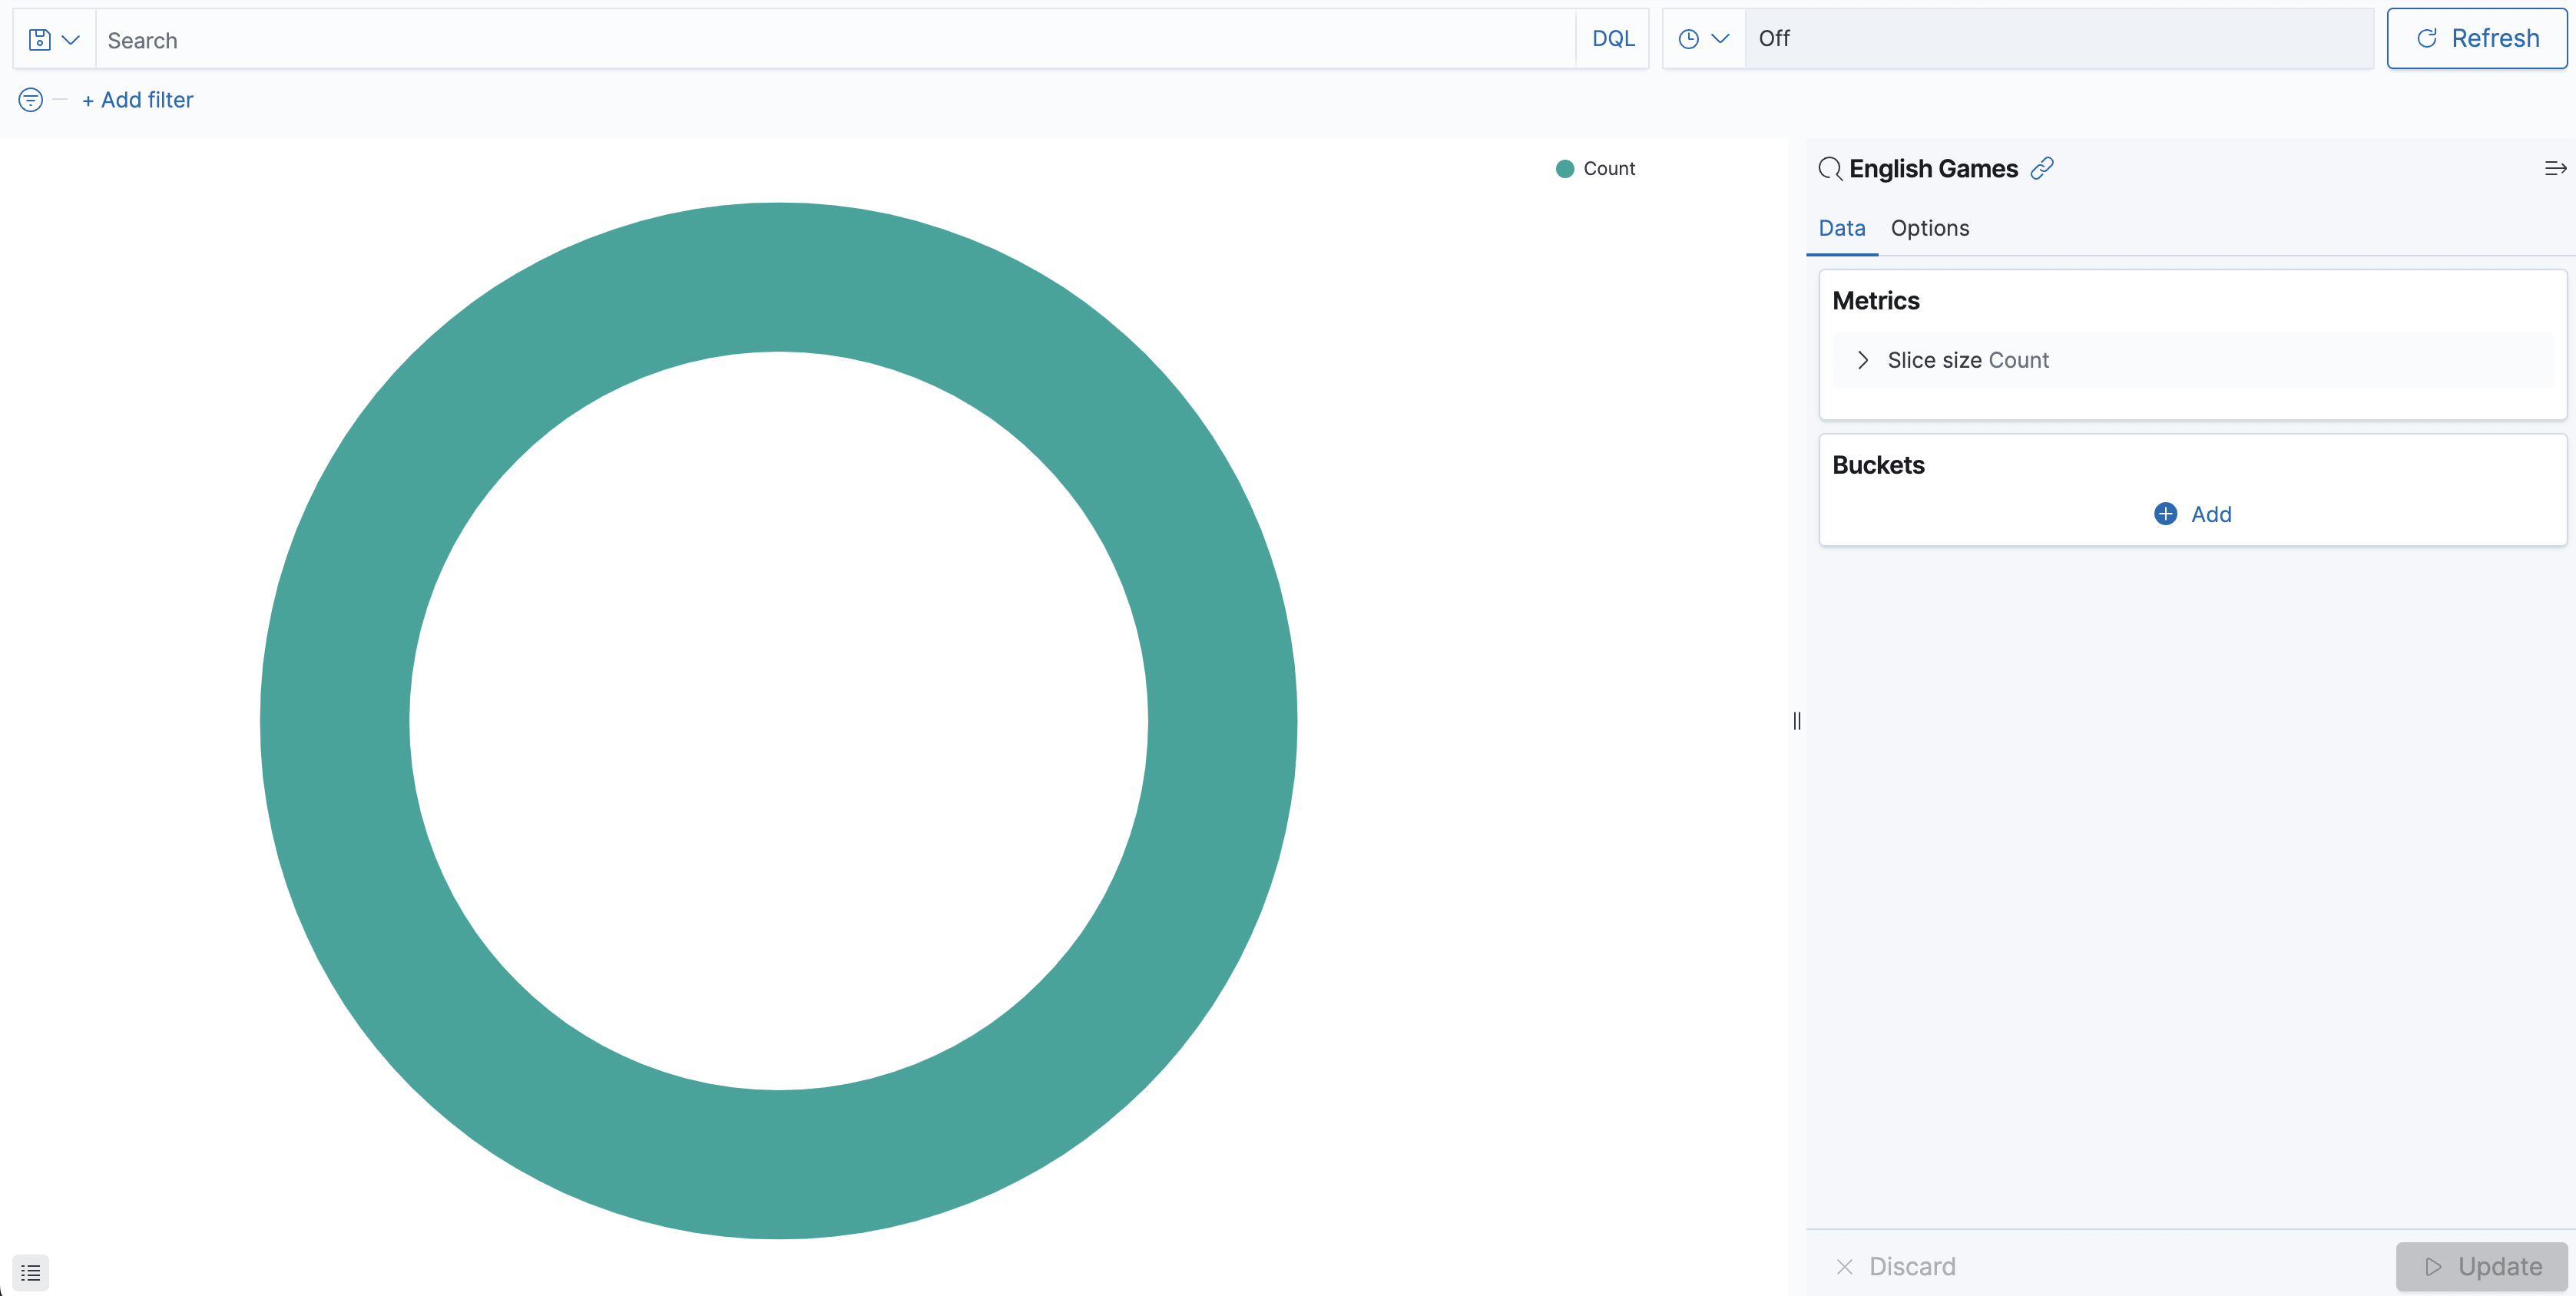 Search
DQL
Off
Refresh
+ Add filter
Count
English Games
Data Options
Metrics
Slice size Count
Buckets
Add
Discard
Update